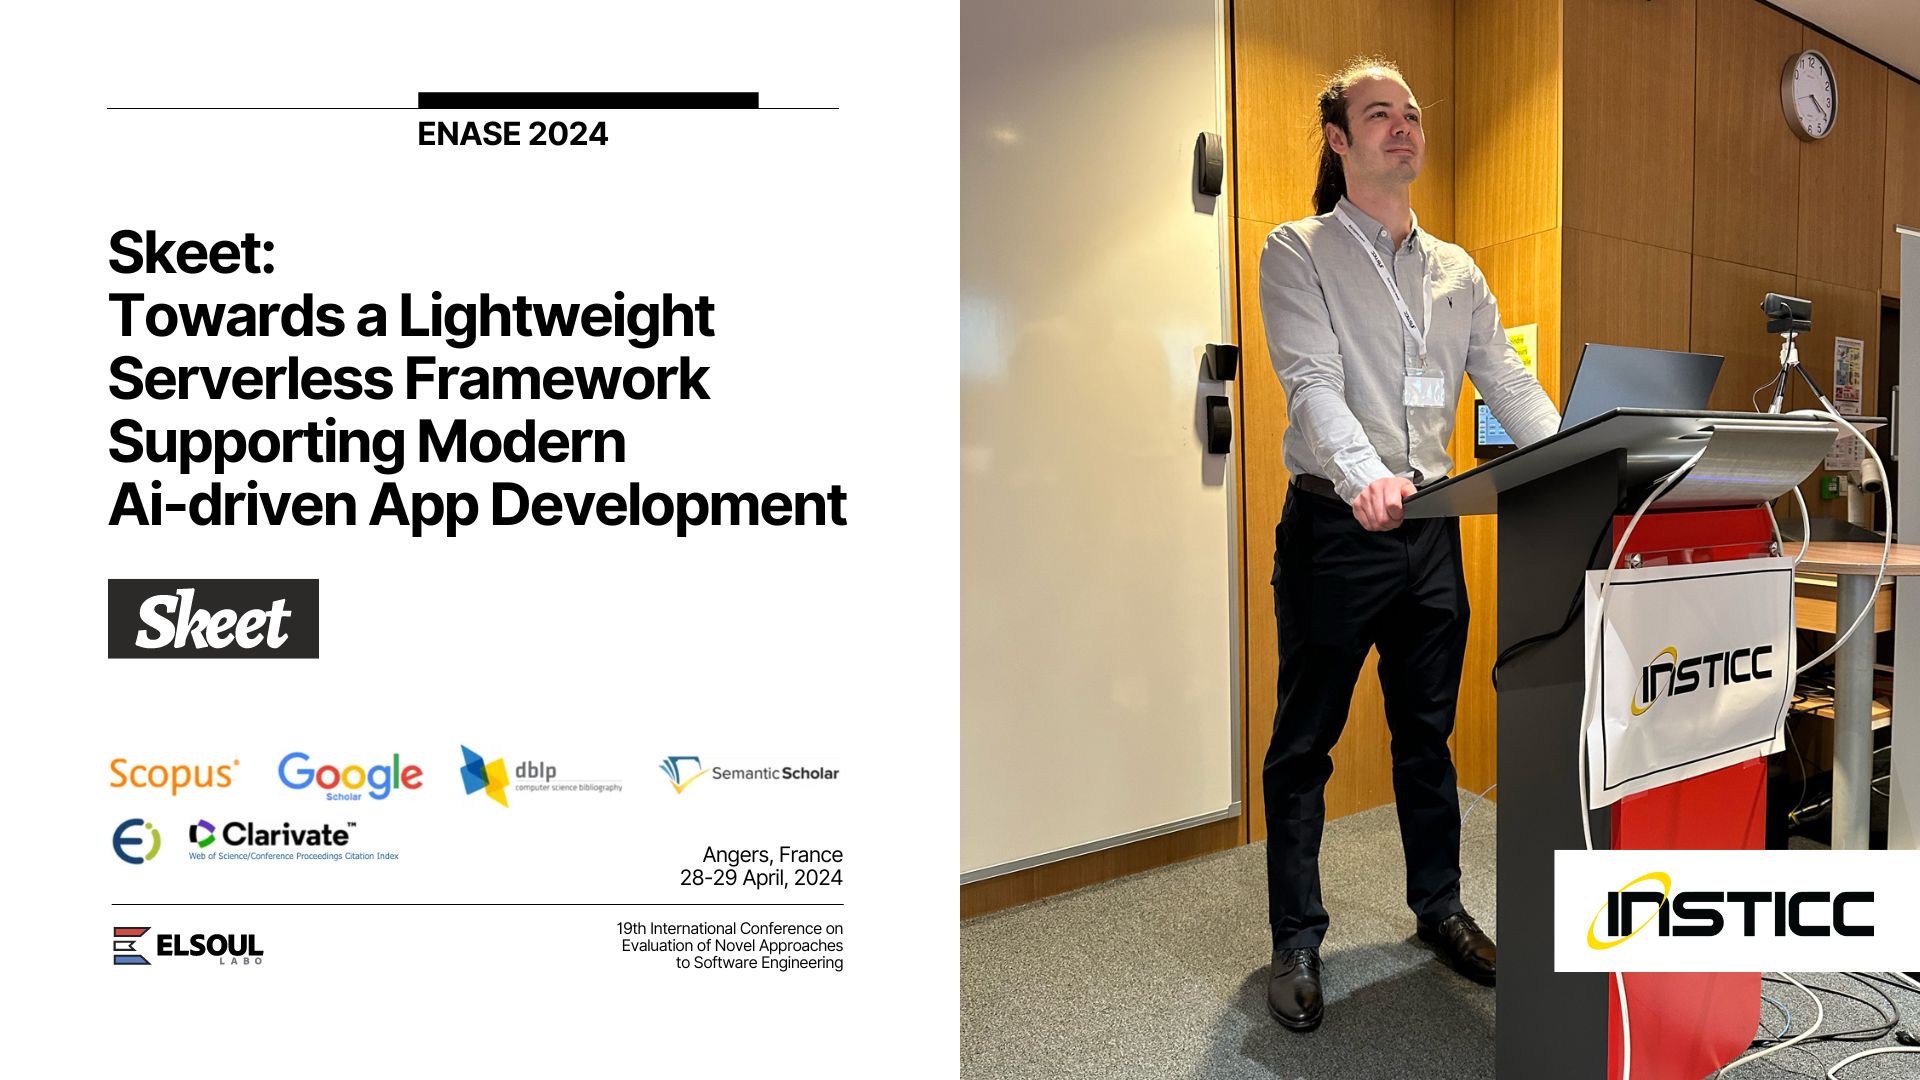 ENASE 2024
Skeet:
Towards a Lightweight
Serverless Framework
Supporting Modern
Ai-driven App Development
Skeet
Scopus®
Google
Scholar
dblp
computer science bibliography
Semantic Scholar
Ei
Clarivate™
Web of Science/Conference Proceedings Citation Index
Angers, France
28-29 April, 2024
ELSOUL
LABO
19th International Conference on
Evaluation of Novel Approaches
to Software Engineering
INSTICC
INSTICC